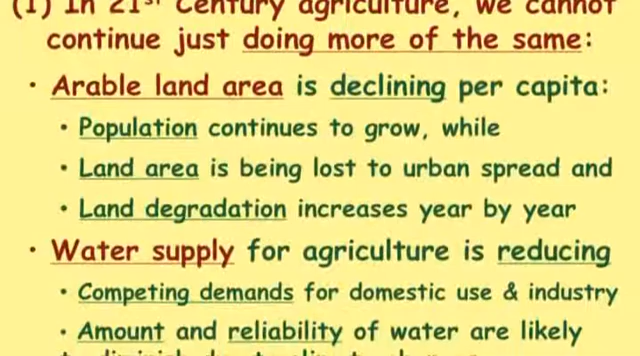 (1) In 21st Century agriculture, we cannot
continue just doing more of the same:
• Arable land area is declining per capita:
• Population continues to grow, while
• Land area is being lost to urban spread and
• Land degradation increases year by year
• Water supply for agriculture is reducing
• Competing demands for domestic use & industry
• Amount and reliability of water are likely